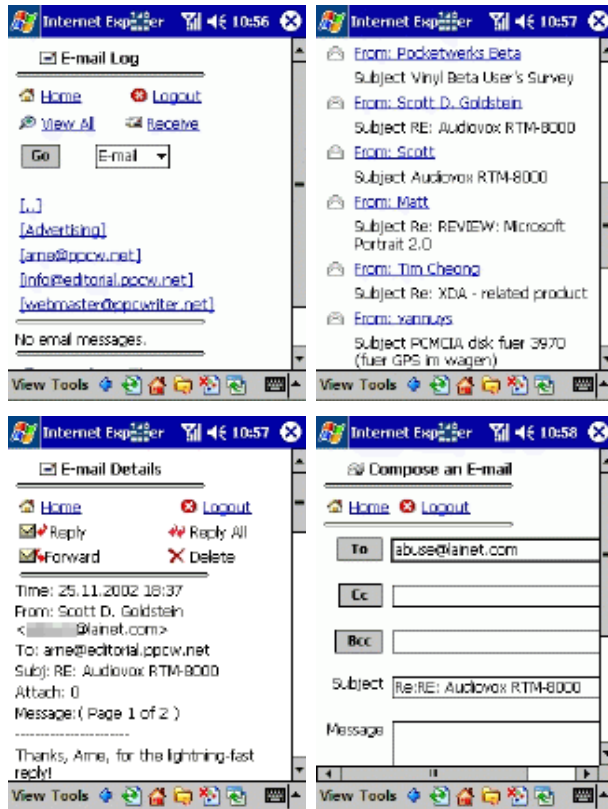 Internet Explorer 10:56
E-mail Log
Home Logout
View All Receive
Go E-mail
[..]
[Advertising]
[arne@ppcw.net]
[info@editorial.ppcw.net]
[webmaster@ppcwriter.net]
No email messages.
View Tools
Internet Explorer 10:57
From: Pocketwerks Beta
Subject Vinyl Beta User's Survey
From: Scott D. Goldstein
Subject RE: Audiovox RTM-8000
From: Scott
Subject Audiovox RTM-8000
From: Matt
Subject Re: REVIEW: Microsoft
Portrait 2.0
From: Tim Cheong
Subject Re: XDA - related product
From: vannuys
Subject PCMCIA disk fuer 3970
(fuer GPS im wagen)
View Tools
Internet Explorer 10:57
E-mail Details
Home Logout
Reply Reply All
Forward Delete
Time: 25.11.2002 18:37
From: Scott D. Goldstein
< @lainet.com>
To: arne@editorial.ppcw.net
Subj: RE: Audiovox RTM-8000
Attach: 0
Message:( Page 1 of 2 )
-----------------------
Thanks, Arne, for the lightning-fast
reply!
View Tools
Internet Explorer 10:58
Compose an E-mail
Home Logout
To abuse@lainet.com
Cc
Bcc
Subject Re:RE: Audiovox RTM-8000
Message
View Tools